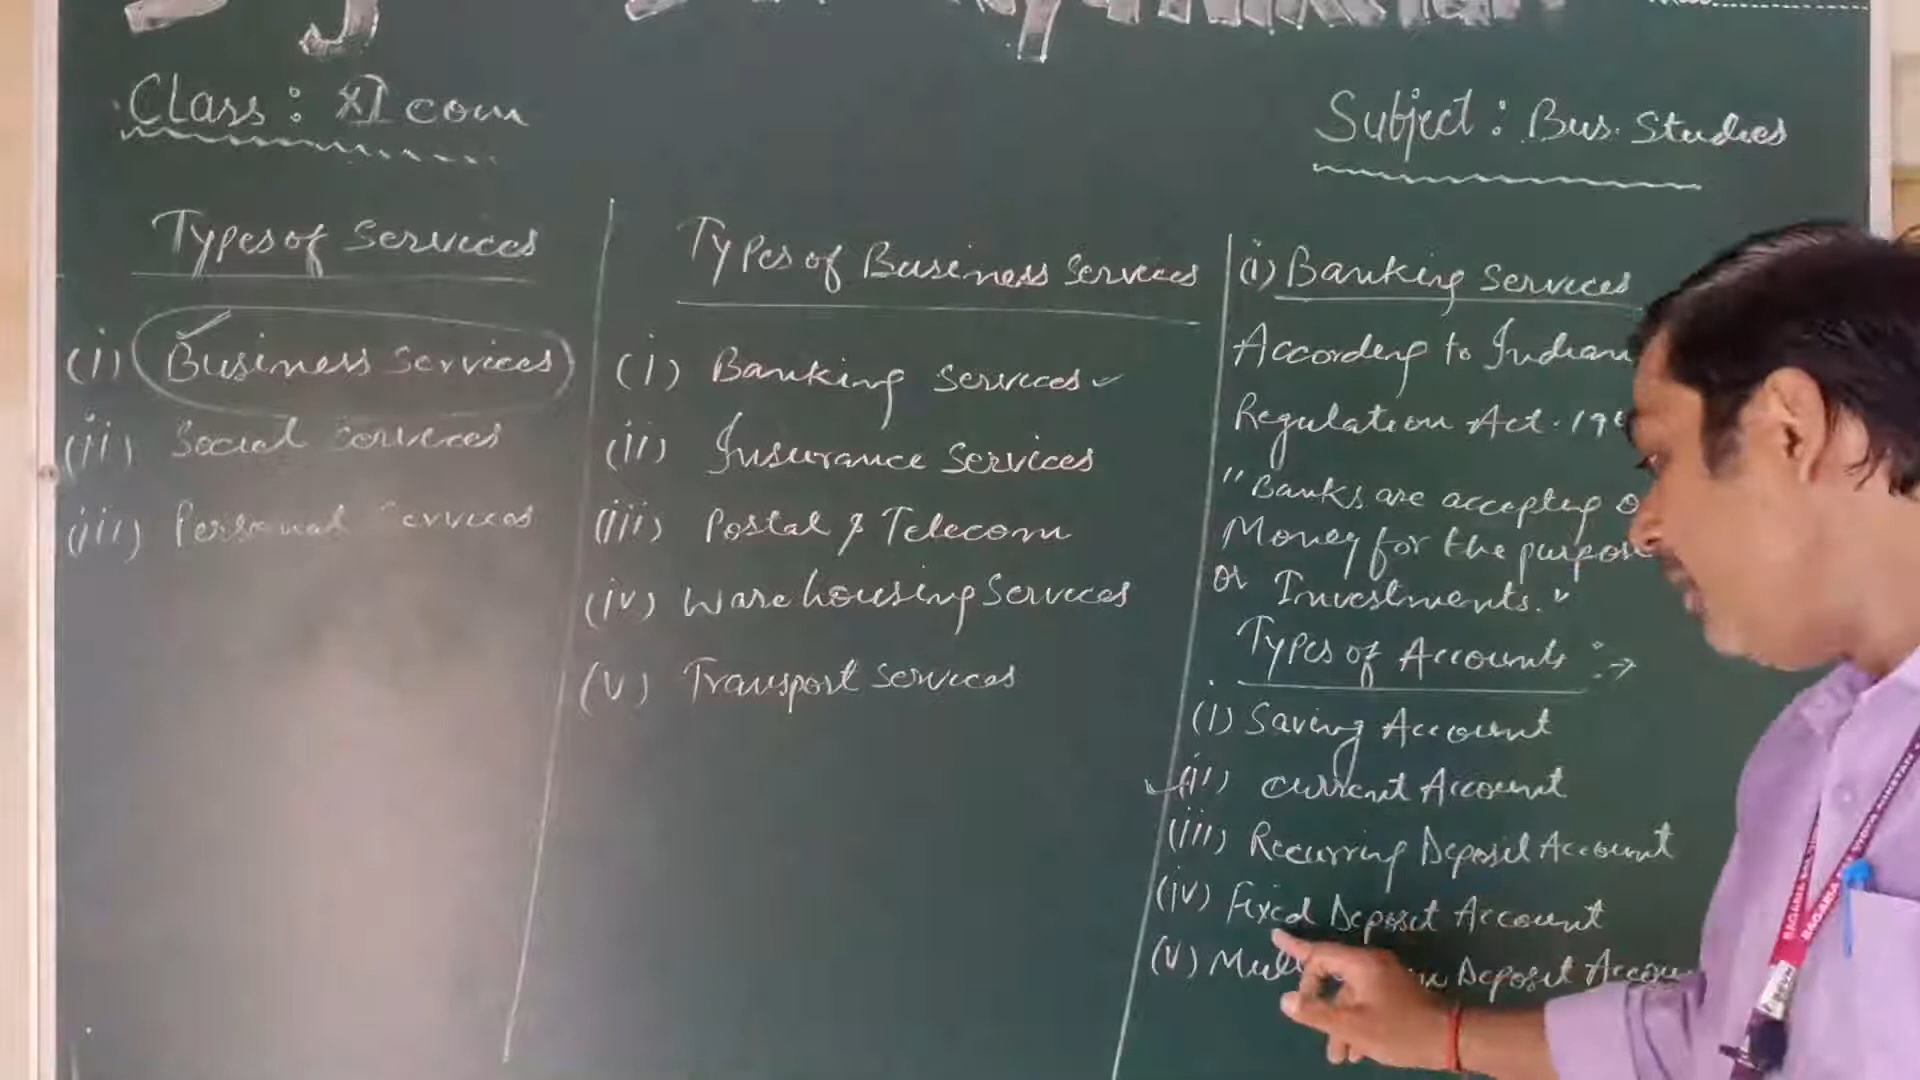 Class: XI com
Subject: Bus. Studies
Types of Services
(i) Business Services
(ii) Social Services
(iii) Personal Services
Types of Business Services
(i) Banking Services
(ii) Insurance Services
(iii) Postal & Telecom
(iv) Warehousing Services
(v) Transport Services
(i) Banking Services
According to Indian
Regulation Act. 19
"Banks are accepting
Money for the purpose
or Investments."
Types of Accounts :→
(i) Saving Account
(ii) Current Account
(iii) Recurring Deposit Account
(iv) Fixed Deposit Account
(v) Deposit Accou